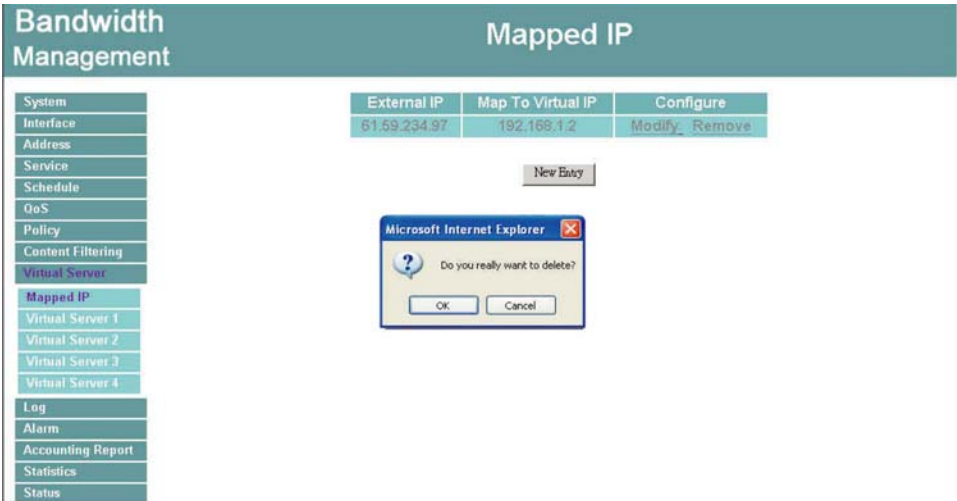 Bandwidth
Management
Mapped IP
System
Interface
Address
Service
Schedule
QoS
Policy
Content Filtering
Virtual Server
Mapped IP
Virtual Server 1
Virtual Server 2
Virtual Server 3
Virtual Server 4
Log
Alarm
Accounting Report
Statistics
Status
External IP Map To Virtual IP Configure
61.59.234.97 192.168.1.2 Modify Remove
New Entry
Microsoft Internet Explorer
Do you really want to delete?
OK Cancel